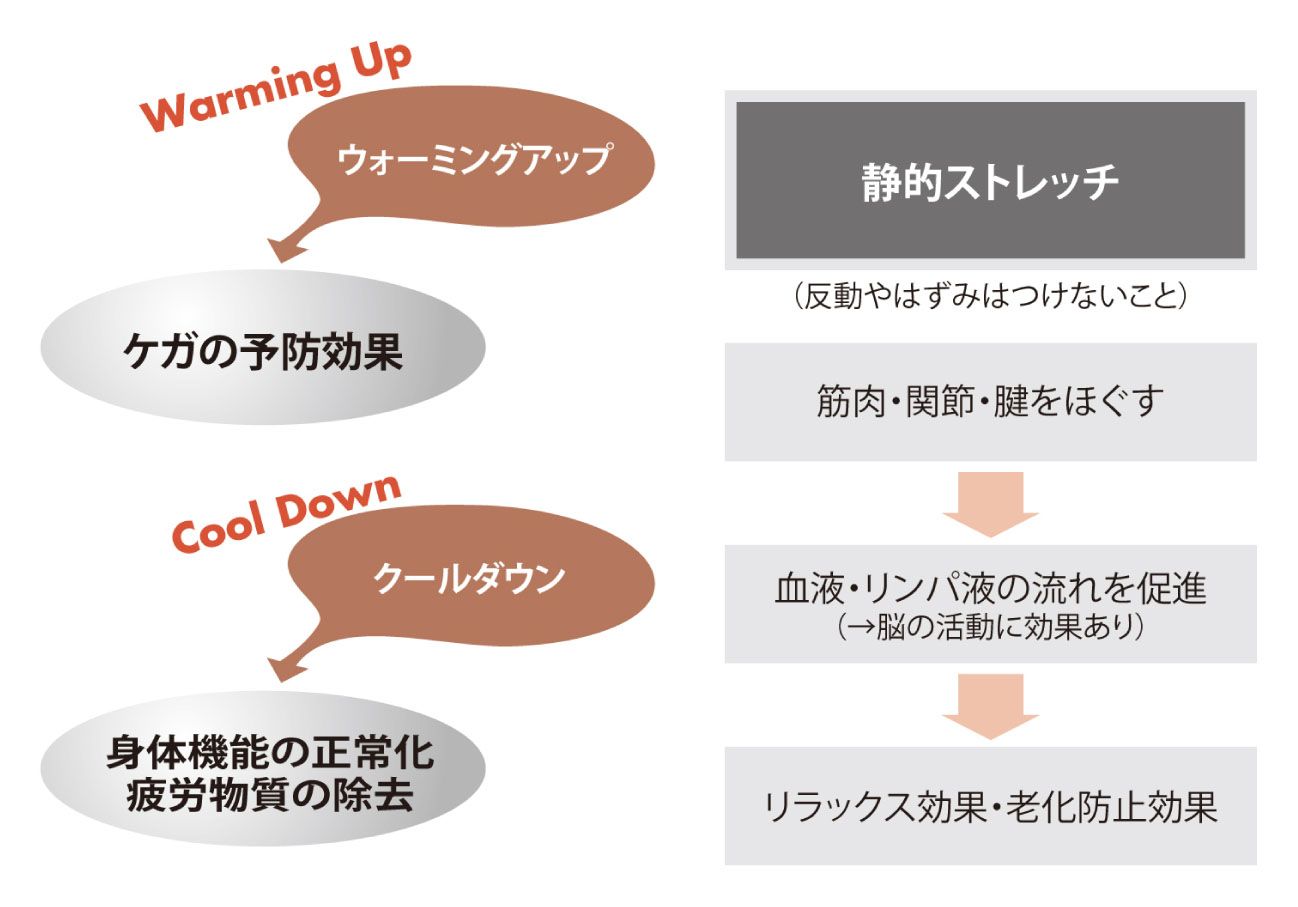 Warming Up
ウォーミングアップ
ケガの予防効果
Cool Down
クールダウン
身体機能の正常化
疲労物質の除去
静的ストレッチ
（反動やはずみはつけないこと）
筋肉・関節・腱をほぐす
血液・リンパ液の流れを促進
（→脳の活動に効果あり）
リラックス効果・老化防止効果